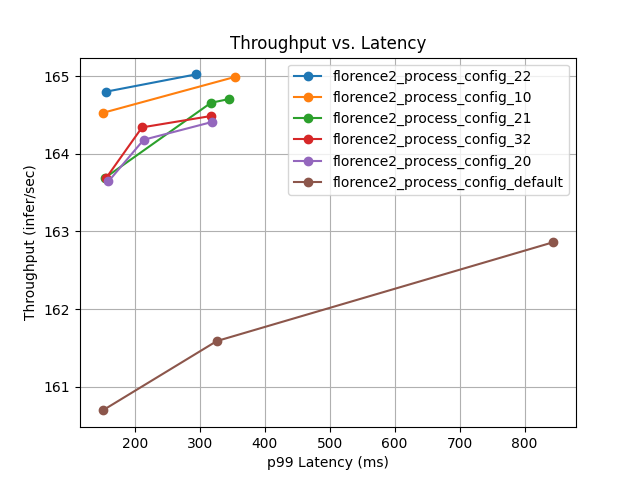 Throughput vs. Latency
florence2_process_config_22
florence2_process_config_10
florence2_process_config_21
florence2_process_config_32
florence2_process_config_20
florence2_process_config_default
Throughput (infer/sec)
165
164
163
162
161
200 300 400 500 600 700 800
p99 Latency (ms)